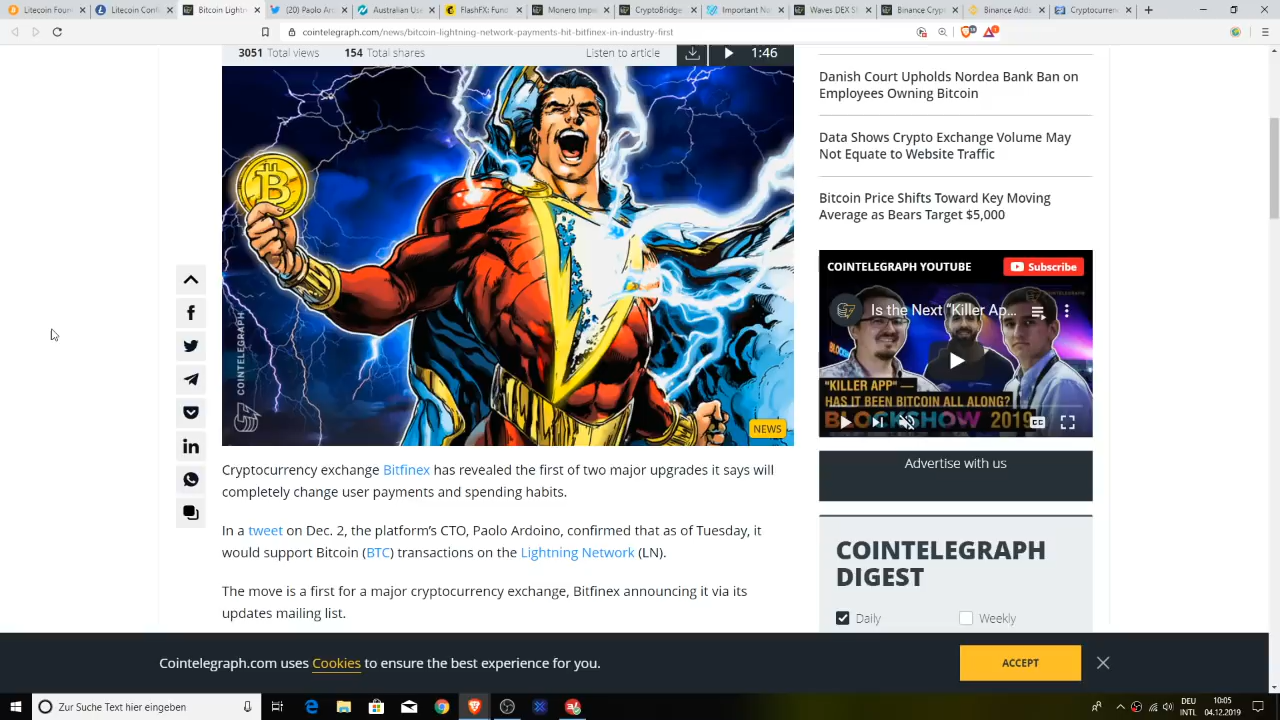 Bitcoin Foun
Litecoin Conf
Bitcoin Lightn
(20) Paolo Arc
Australian Use
FlashFX: Fund
Monero Impe
CryptoBridge
Important Not
Waves DEX Sh
Binance Crypt
Binance Adds
Cryptocurrenc
cointelegraph.com/news/bitcoin-lightning-network-payments-hit-bitfinex-in-industry-first
3051 Total views 154 Total shares Listen to article 1:46
COINTELEGRAPH
NEWS
Cryptocurrency exchange Bitfinex has revealed the first of two major upgrades it says will
completely change user payments and spending habits.
In a tweet on Dec. 2, the platform's CTO, Paolo Ardoino, confirmed that as of Tuesday, it
would support Bitcoin (BTC) transactions on the Lightning Network (LN).
The move is a first for a major cryptocurrency exchange, Bitfinex announcing it via its
updates mailing list.
Danish Court Upholds Nordea Bank Ban on
Employees Owning Bitcoin
Data Shows Crypto Exchange Volume May
Not Equate to Website Traffic
Bitcoin Price Shifts Toward Key Moving
Average as Bears Target $5,000
COINTELEGRAPH YOUTUBE Subscribe
Is the Next "Killer Ap...
"KILLER APP" —
HAS IT BEEN BITCOIN ALL ALONG?
BLOCKSHOW 2019
Advertise with us
COINTELEGRAPH
DIGEST
Daily Weekly
Cointelegraph.com uses Cookies to ensure the best experience for you.
ACCEPT
Zur Suche Text hier eingeben
DEU
INTL
10:05
04.12.2019